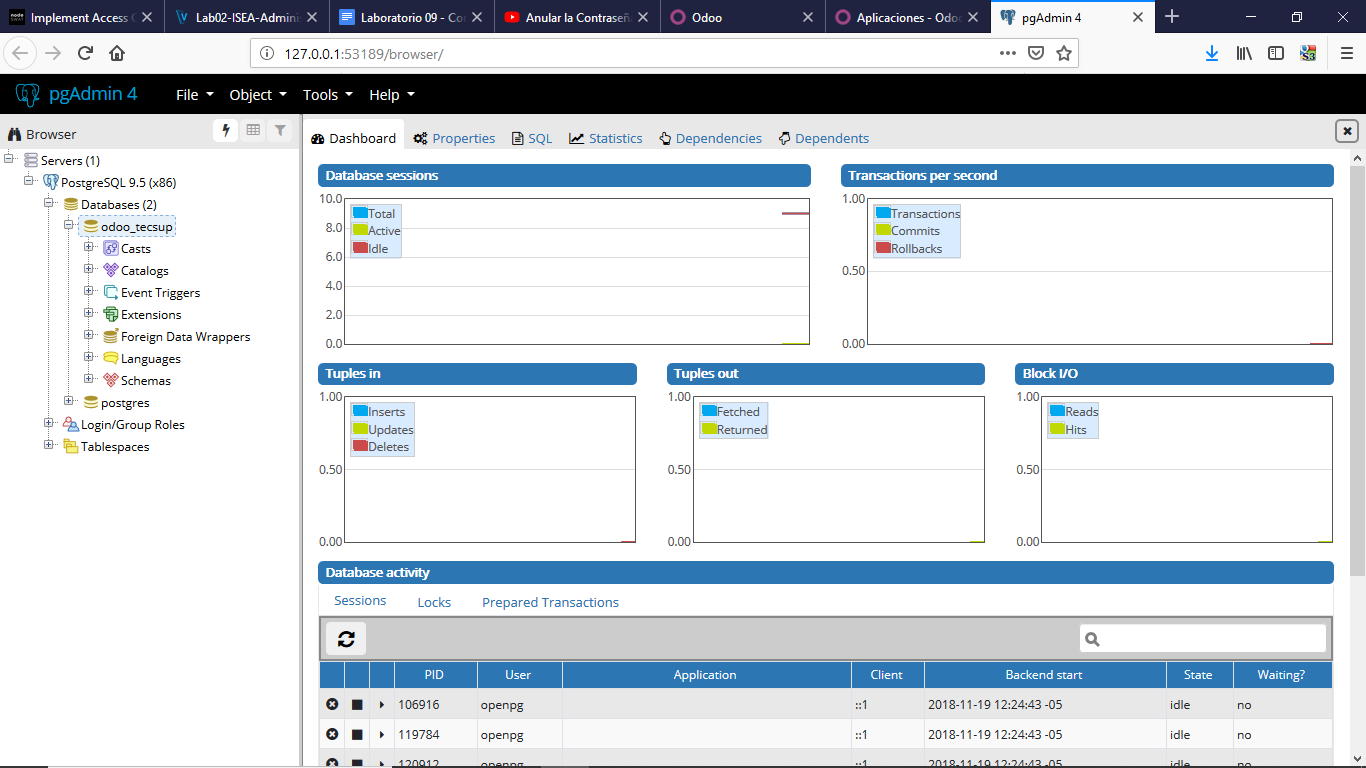 Implement Access C
Lab02-ISEA-Adminis
Laboratorio 09 - Co
Anular la Contraseñ
Odoo
Aplicaciones - Odoo
pgAdmin 4
127.0.0.1:53189/browser/
pgAdmin 4
File
Object
Tools
Help
Browser
Servers (1)
PostgreSQL 9.5 (x86)
Databases (2)
odoo_tecsup
Casts
Catalogs
Event Triggers
Extensions
Foreign Data Wrappers
Languages
Schemas
postgres
Login/Group Roles
Tablespaces
Dashboard
Properties
SQL
Statistics
Dependencies
Dependents
Database sessions
10.0
8.0
6.0
4.0
2.0
0.0
Total
Active
Idle
Transactions per second
1.00
0.50
0.00
Transactions
Commits
Rollbacks
Tuples in
1.00
0.50
0.00
Inserts
Updates
Deletes
Tuples out
1.00
0.50
0.00
Fetched
Returned
Block I/O
1.00
0.50
0.00
Reads
Hits
Database activity
Sessions
Locks
Prepared Transactions
PID User Application Client Backend start State Waiting?
106916 openpg ::1 2018-11-19 12:24:43 -05 idle no
119784 openpg ::1 2018-11-19 12:24:43 -05 idle no
120912 openpg ::1 2018-11-19 12:24:43 -05 idle no